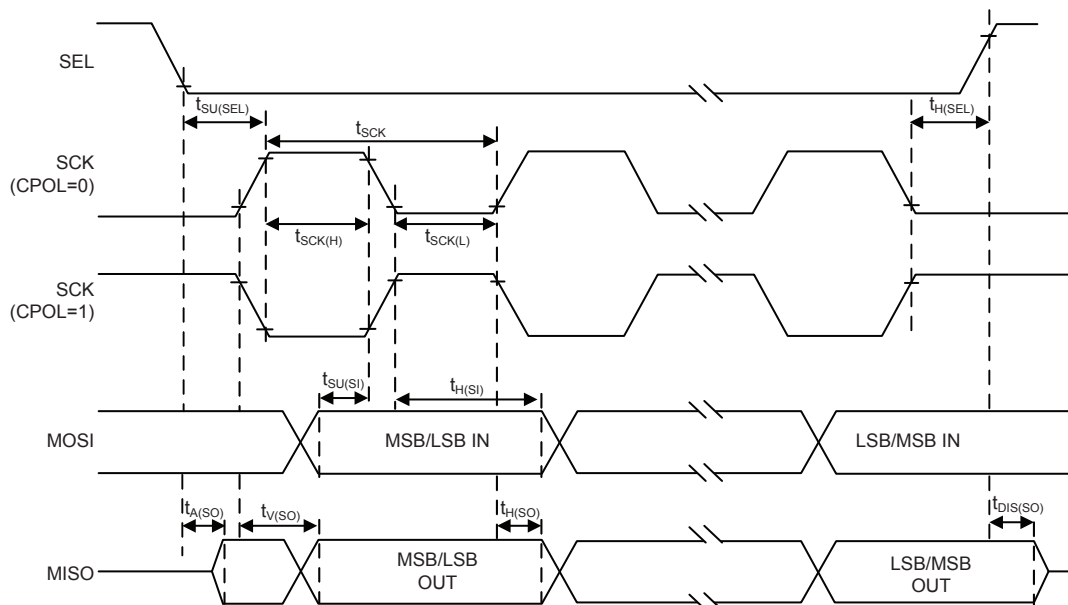 SEL
tSU(SEL)
tSCK
tH(SEL)
SCK
(CPOL=0)
tSCK(H)
tSCK(L)
SCK
(CPOL=1)
tSU(SI)
tH(SI)
MOSI
MSB/LSB IN
LSB/MSB IN
tA(SO)
tV(SO)
tH(SO)
tDIS(SO)
MISO
MSB/LSB
OUT
LSB/MSB
OUT